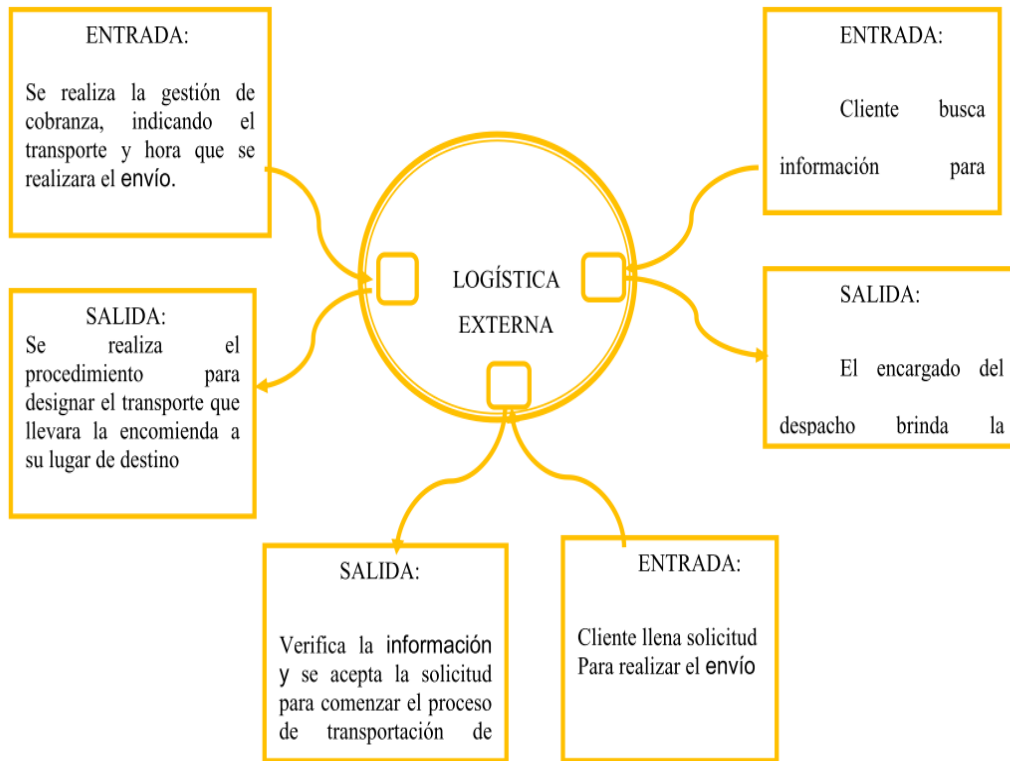 ENTRADA:
Se realiza la gestión de
cobranza, indicando el
transporte y hora que se
realizara el envío.
ENTRADA:
Cliente busca
información para
LOGÍSTICA
EXTERNA
SALIDA:
Se realiza el
procedimiento para
designar el transporte que
llevara la encomienda a
su lugar de destino
SALIDA:
El encargado del
despacho brinda la
SALIDA:
Verifica la información
y se acepta la solicitud
para comenzar el proceso
de transportación de
ENTRADA:
Cliente llena solicitud
Para realizar el envío